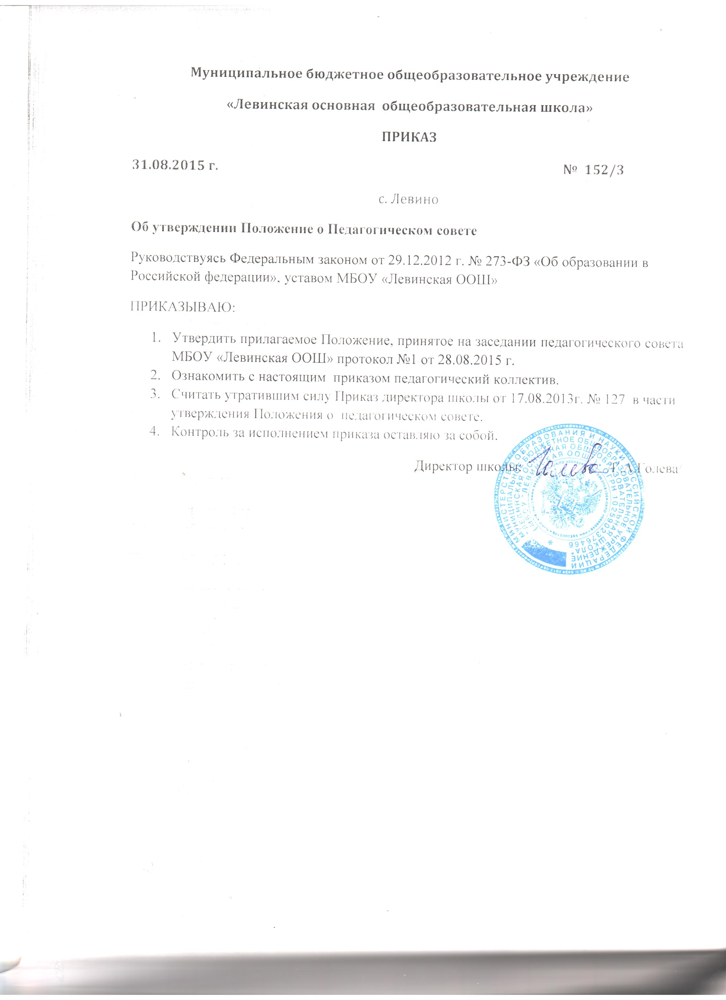 Муниципальное бюджетное общеобразовательное учреждение
«Левинская основная  общеобразовательная школа»
ПРИКАЗ
31.08.2015 г. №  152/3
с. Левино
Об утверждении Положение о Педагогическом совете
Руководствуясь Федеральным законом от 29.12.2012 г. № 273-ФЗ «Об образовании в
Российской федерации», уставом МБОУ «Левинская ООШ»
ПРИКАЗЫВАЮ:
1. Утвердить прилагаемое Положение, принятое на заседании педагогического совета
МБОУ «Левинская ООШ» протокол №1 от 28.08.2015 г.
2. Ознакомить с настоящим  приказом педагогический коллектив.
3. Считать утратившим силу Приказ директора школы от 17.08.2013г. № 127  в части
утверждения Положения о  педагогическом совете.
4. Контроль за исполнением приказа оставляю за собой.
Директор школы: Голева Голева/
МИНИСТЕРСТВО ОБРАЗОВАНИЯ И НАУКИ РОССИЙСКОЙ ФЕДЕРАЦИИ
МУНИЦИПАЛЬНОЕ БЮДЖЕТНОЕ ОБЩЕОБРАЗОВАТЕЛЬНОЕ УЧРЕЖДЕНИЕ
"ЛЕВИНСКАЯ ОСНОВНАЯ ОБЩЕОБРАЗОВАТЕЛЬНАЯ ШКОЛА"
(МБОУ "ЛЕВИНСКАЯ ООШ") ОГРН 1025902376466